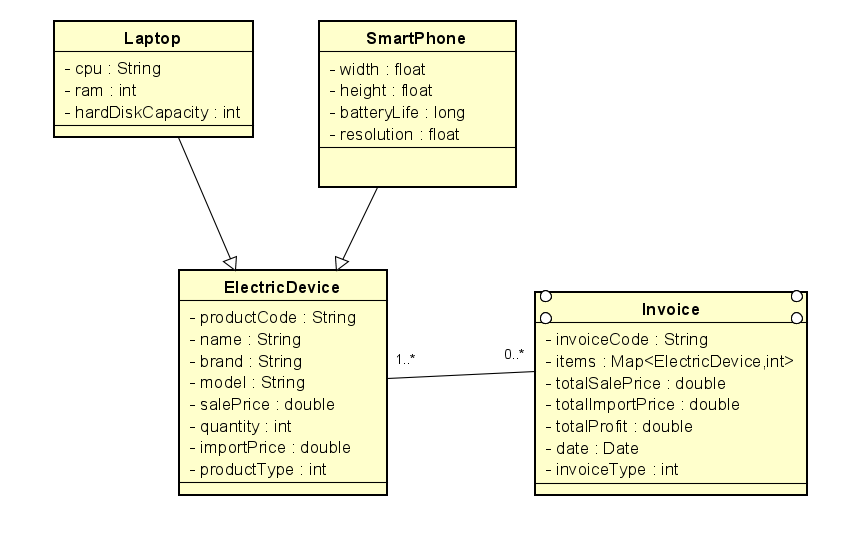 Laptop
- cpu : String
- ram : int
- hardDiskCapacity : int
SmartPhone
- width : float
- height : float
- batteryLife : long
- resolution : float
ElectricDevice
- productCode : String
- name : String
- brand : String
- model : String
- salePrice : double
- quantity : int
- importPrice : double
- productType : int
1..*
0..*
Invoice
- invoiceCode : String
- items : Map<ElectricDevice,int>
- totalSalePrice : double
- totalImportPrice : double
- totalProfit : double
- date : Date
- invoiceType : int